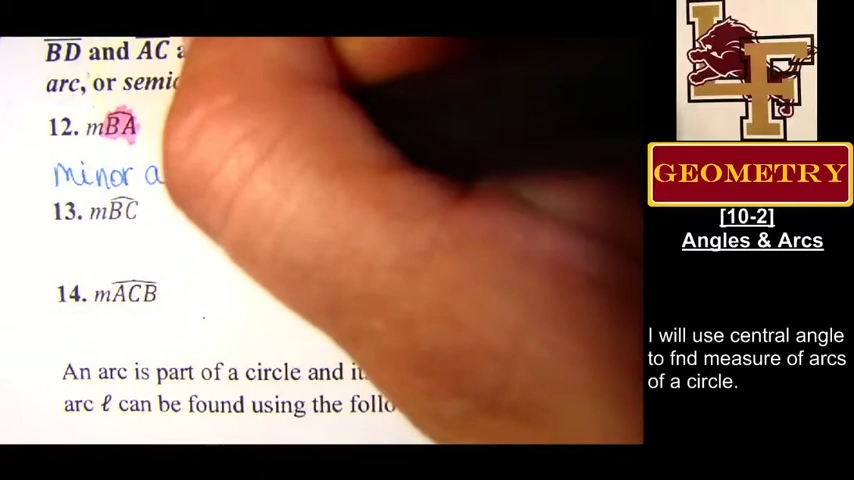 BD and AC a
arc, or semic
12. mBA
minor a
13. mBC
14. mACB
An arc is part of a circle and it
arc ℓ can be found using the follo
LF
GEOMETRY
[10-2]
Angles & Arcs
I will use central angle
to fnd measure of arcs
of a circle.